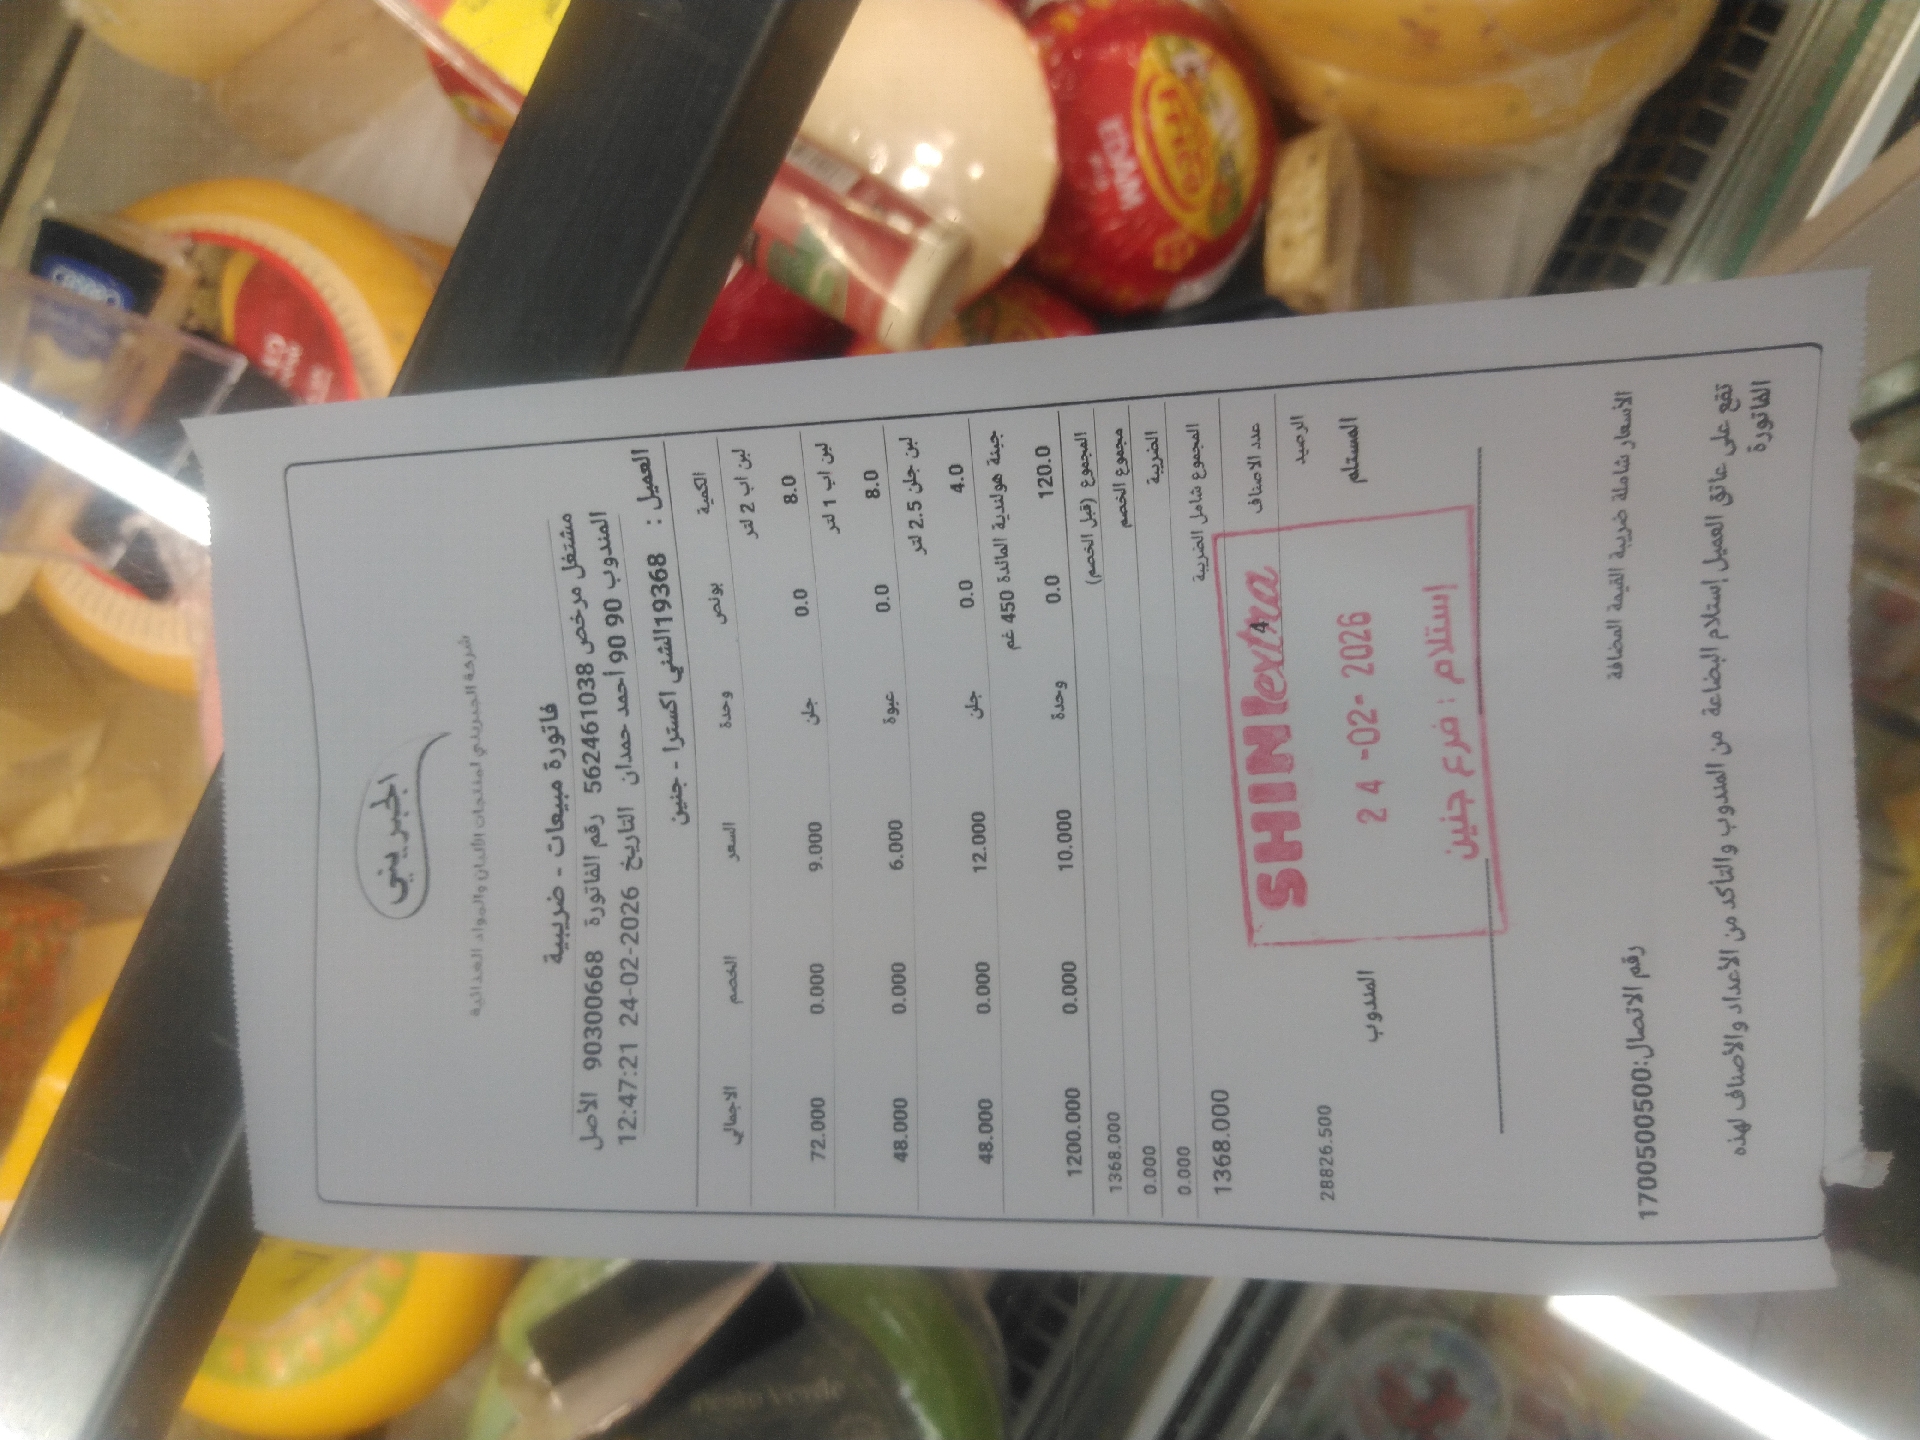 الجبريني
شركة الجبريني لمنتجات الألبان والمواد الغذائية
فاتورة مبيعات - ضريبية
مشتغل مرخص 562461038 رقم الفاتورة 90300668 الأصل
المندوب 90 90 احمد حمدان التاريخ 2026-02-24 12:47:21
العميل : 19368الشني اكسترا - جنين
الكمية بونص وحدة السعر الخصم الاجمالي
لبن اب 2 لتر
8.0 0.0 جلن 9.000 0.000 72.000
لبن اب 1 لتر
8.0 0.0 عبوة 6.000 0.000 48.000
لبن جلن 2.5 لتر
4.0 0.0 جلن 12.000 0.000 48.000
جبنة هولندية المالدة 450 غم
120.0 0.0 وحدة 10.000 0.000 1200.000
المجموع (قبل الخصم) 1368.000
مجموع الخصم 0.000
الضريبة 0.000
المجموع شامل الضريبة 1368.000
عدد الاصناف 4
الرصيد 28826.500
المستلم المندوب
SHINI extra
24 -02- 2026
إستلام : فرع جنين
الأسعار شاملة ضريبة القيمة المضافة
رقم الاتصال:1700500500
تقع على عاتق العميل إستلام البضاعة من المندوب والتأكد من الأعداد والأصناف لهذه
الفاتورة